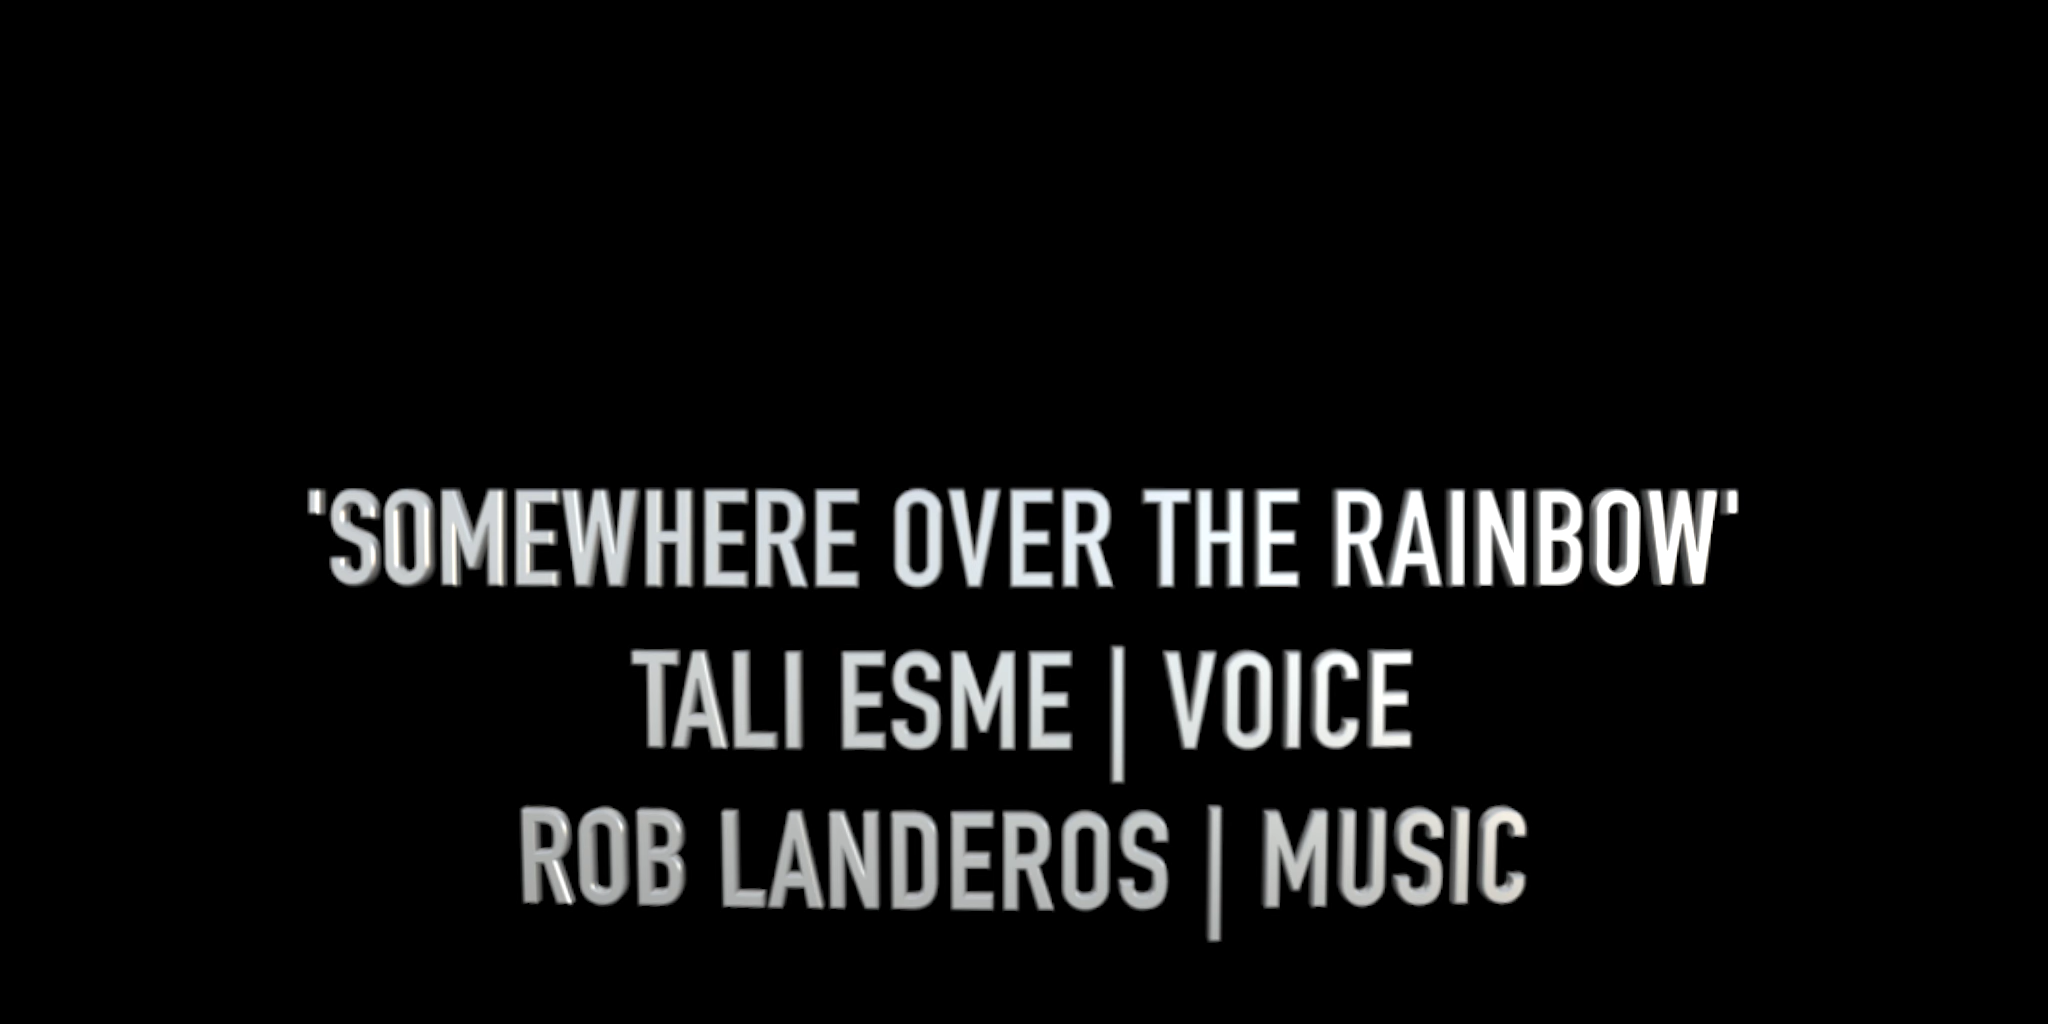 'SOMEWHERE OVER THE RAINBOW'
TALI ESME | VOICE
ROB LANDEROS | MUSIC